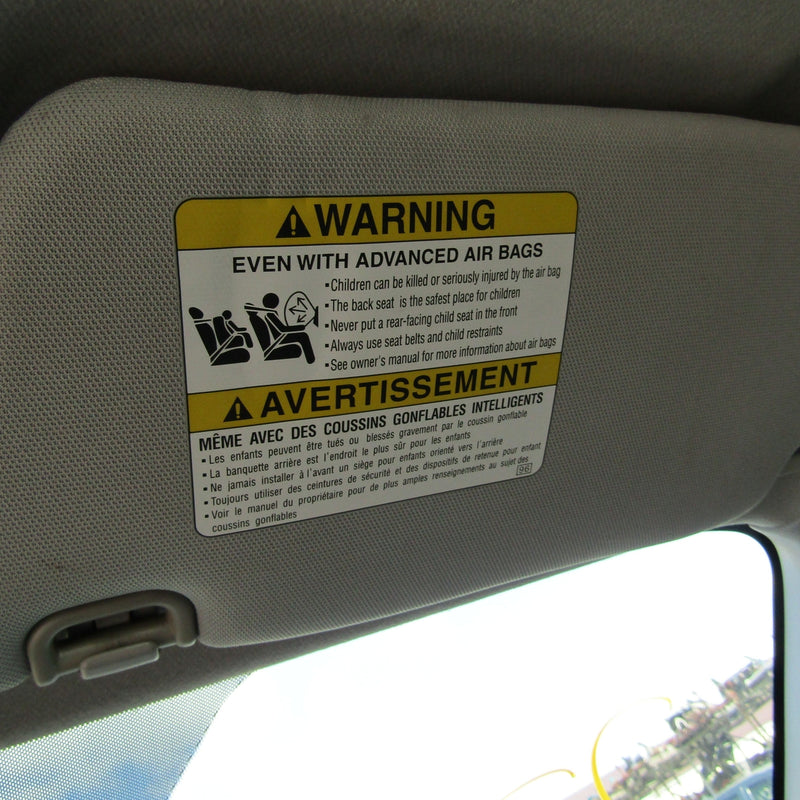 WARNING
EVEN WITH ADVANCED AIR BAGS
▪Children can be killed or seriously injured by the air bag
▪The back seat is the safest place for children
▪Never put a rear-facing child seat in the front
▪Always use seat belts and child restraints
▪See owner's manual for more information about air bags
AVERTISSEMENT
MÊME AVEC DES COUSSINS GONFLABLES INTELLIGENTS
▪Les enfants peuvent être tués ou blessés gravement par le coussin gonflable
▪La banquette arrière est l'endroit le plus sûr pour les enfants
▪Ne jamais installer à l'avant un siège pour enfants orienté vers l'arrière
▪Toujours utiliser des ceintures de sécurité et des dispositifs de retenue pour enfant
▪Voir le manuel du propriétaire pour de plus amples renseignements au sujet des
coussins gonflables
96